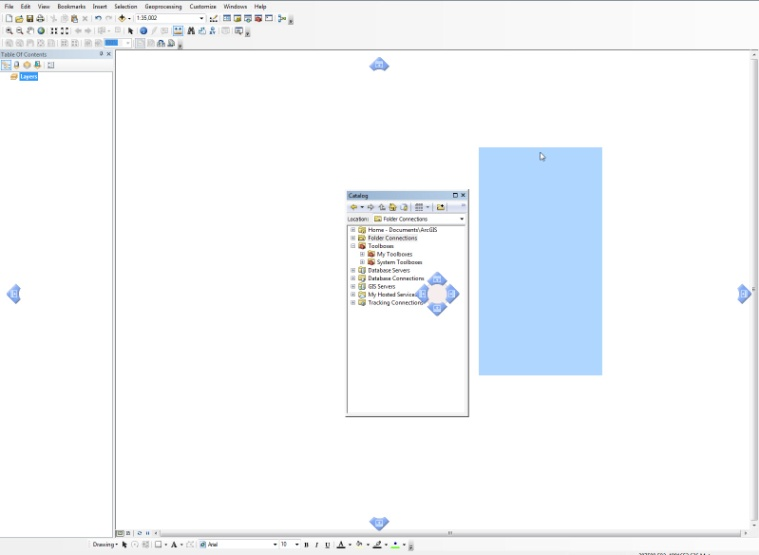 File Edit View Bookmarks Insert Selection Geoprocessing Customize Windows Help
1:35,002
Table Of Contents
Layers
Catalog
Location: Folder Connections
Home - Documents\ArcGIS
Folder Connections
Toolboxes
My Toolboxes
System Toolboxes
Database Servers
Database Connections
GIS Servers
My Hosted Services
Tracking Connections
Drawing Arial 10 B I U A